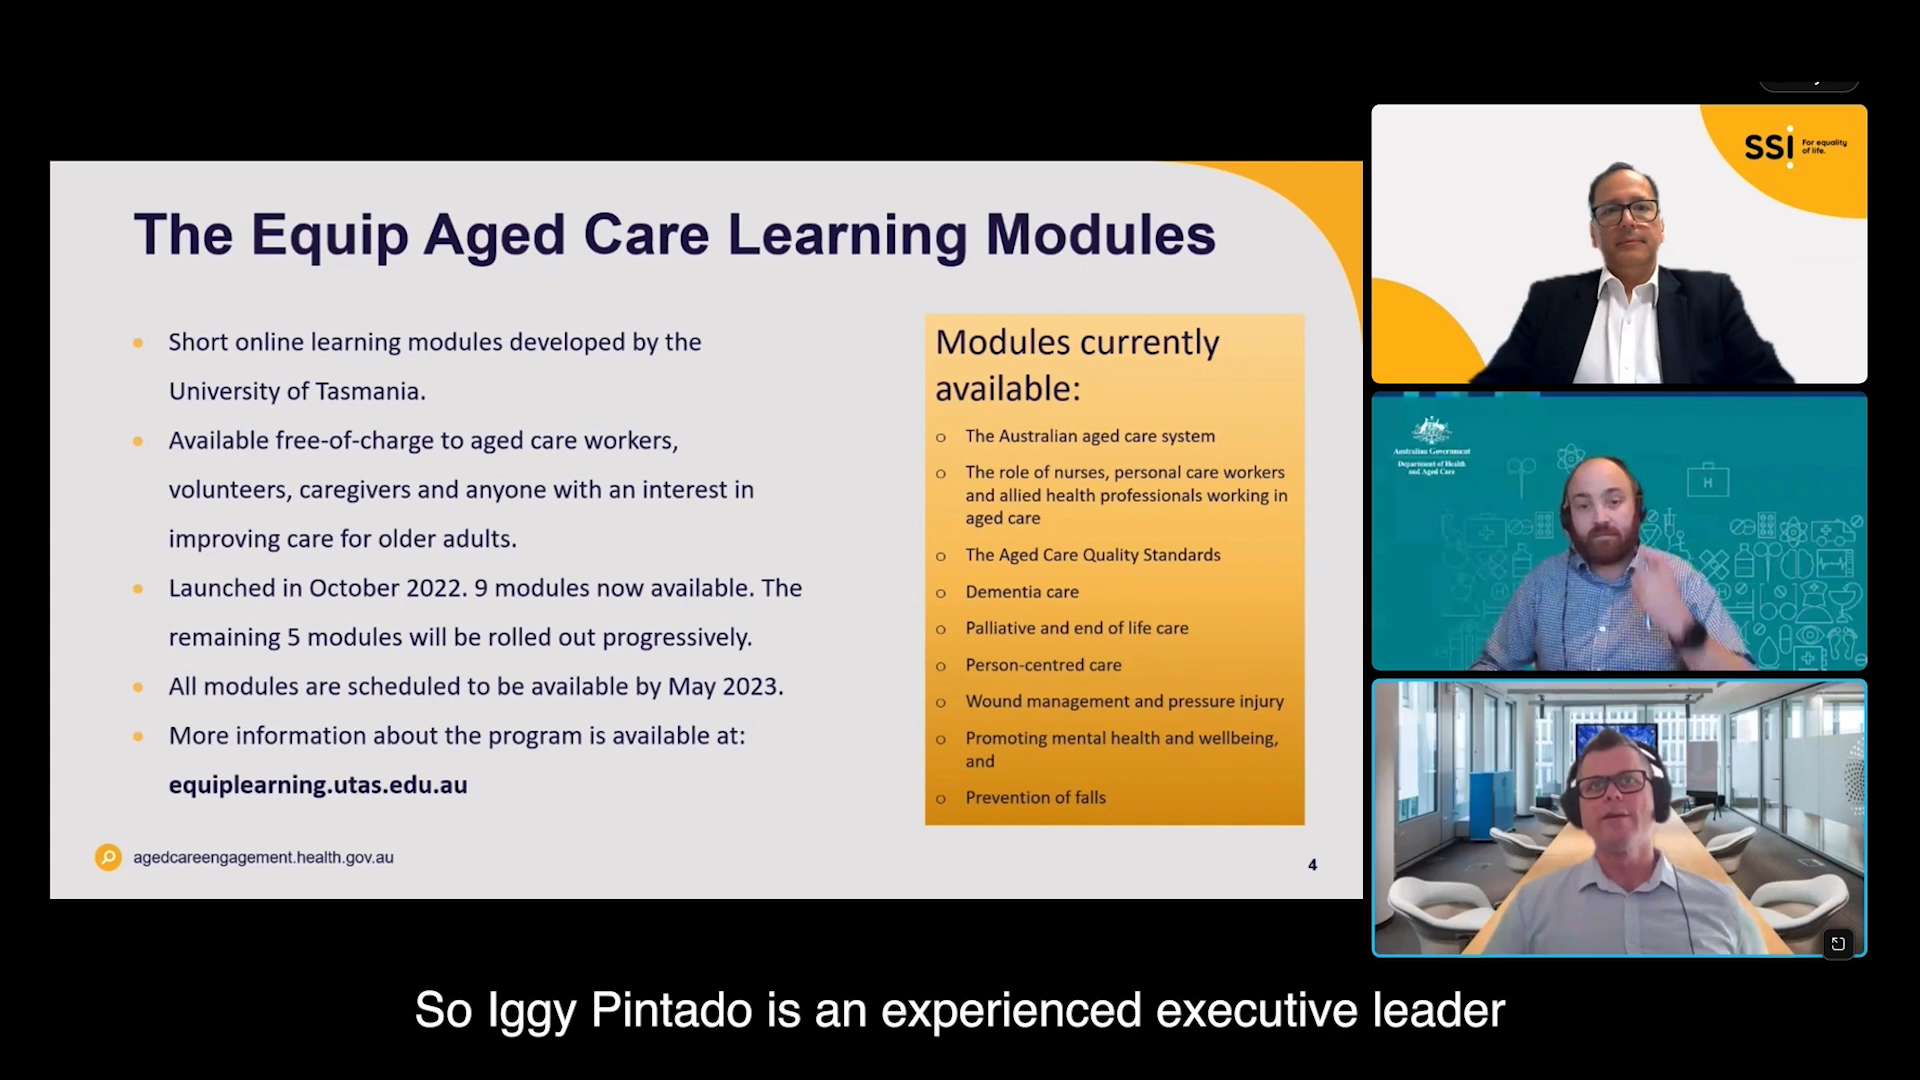 The Equip Aged Care Learning Modules
Short online learning modules developed by the
University of Tasmania.
Available free-of-charge to aged care workers,
volunteers, caregivers and anyone with an interest in
improving care for older adults.
Launched in October 2022. 9 modules now available. The
remaining 5 modules will be rolled out progressively.
All modules are scheduled to be available by May 2023.
More information about the program is available at:
equiplearning.utas.edu.au
Modules currently
available:
The Australian aged care system
The role of nurses, personal care workers
and allied health professionals working in
aged care
The Aged Care Quality Standards
Dementia care
Palliative and end of life care
Person-centred care
Wound management and pressure injury
Promoting mental health and wellbeing,
and
Prevention of falls
agedcareengagement.health.gov.au
4
SSi
For equality
of life.
Australian Government
Department of Health
and Aged Care
H
So Iggy Pintado is an experienced executive leader